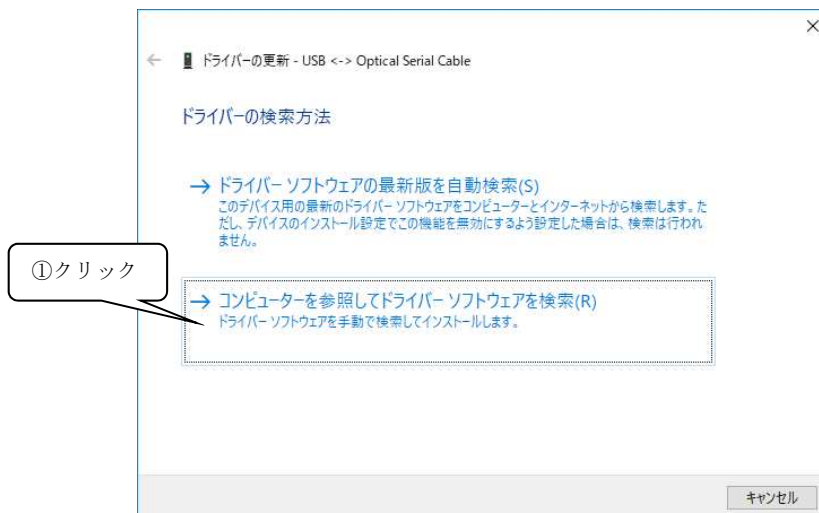 ドライバーの更新 - USB <-> Optical Serial Cable
ドライバーの検索方法
→ ドライバー ソフトウェアの最新版を自動検索(S)
このデバイス用の最新のドライバー ソフトウェアをコンピューターとインターネットから検索します。た
だし、デバイスのインストール設定でこの機能を無効にするよう設定した場合は、検索は行われ
ません。
①クリック
→ コンピューターを参照してドライバー ソフトウェアを検索(R)
ドライバー ソフトウェアを手動で検索してインストールします。
キャンセル